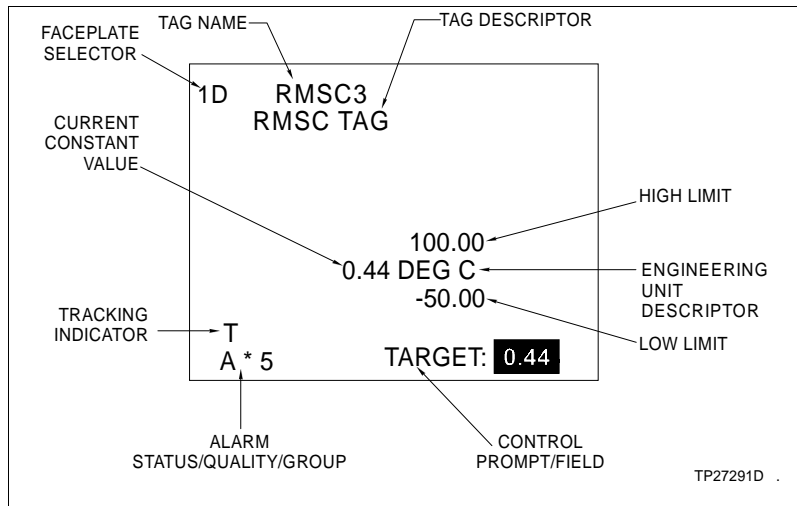 TAG NAME
TAG DESCRIPTOR
FACEPLATE
SELECTOR
1D
RMSC3
RMSC TAG
CURRENT
CONSTANT
VALUE
HIGH LIMIT
100.00
0.44 DEG C
-50.00
ENGINEERING
UNIT
DESCRIPTOR
LOW LIMIT
TRACKING
INDICATOR
T
A * 5
TARGET: 0.44
ALARM
STATUS/QUALITY/GROUP
CONTROL
PROMPT/FIELD
TP27291D .